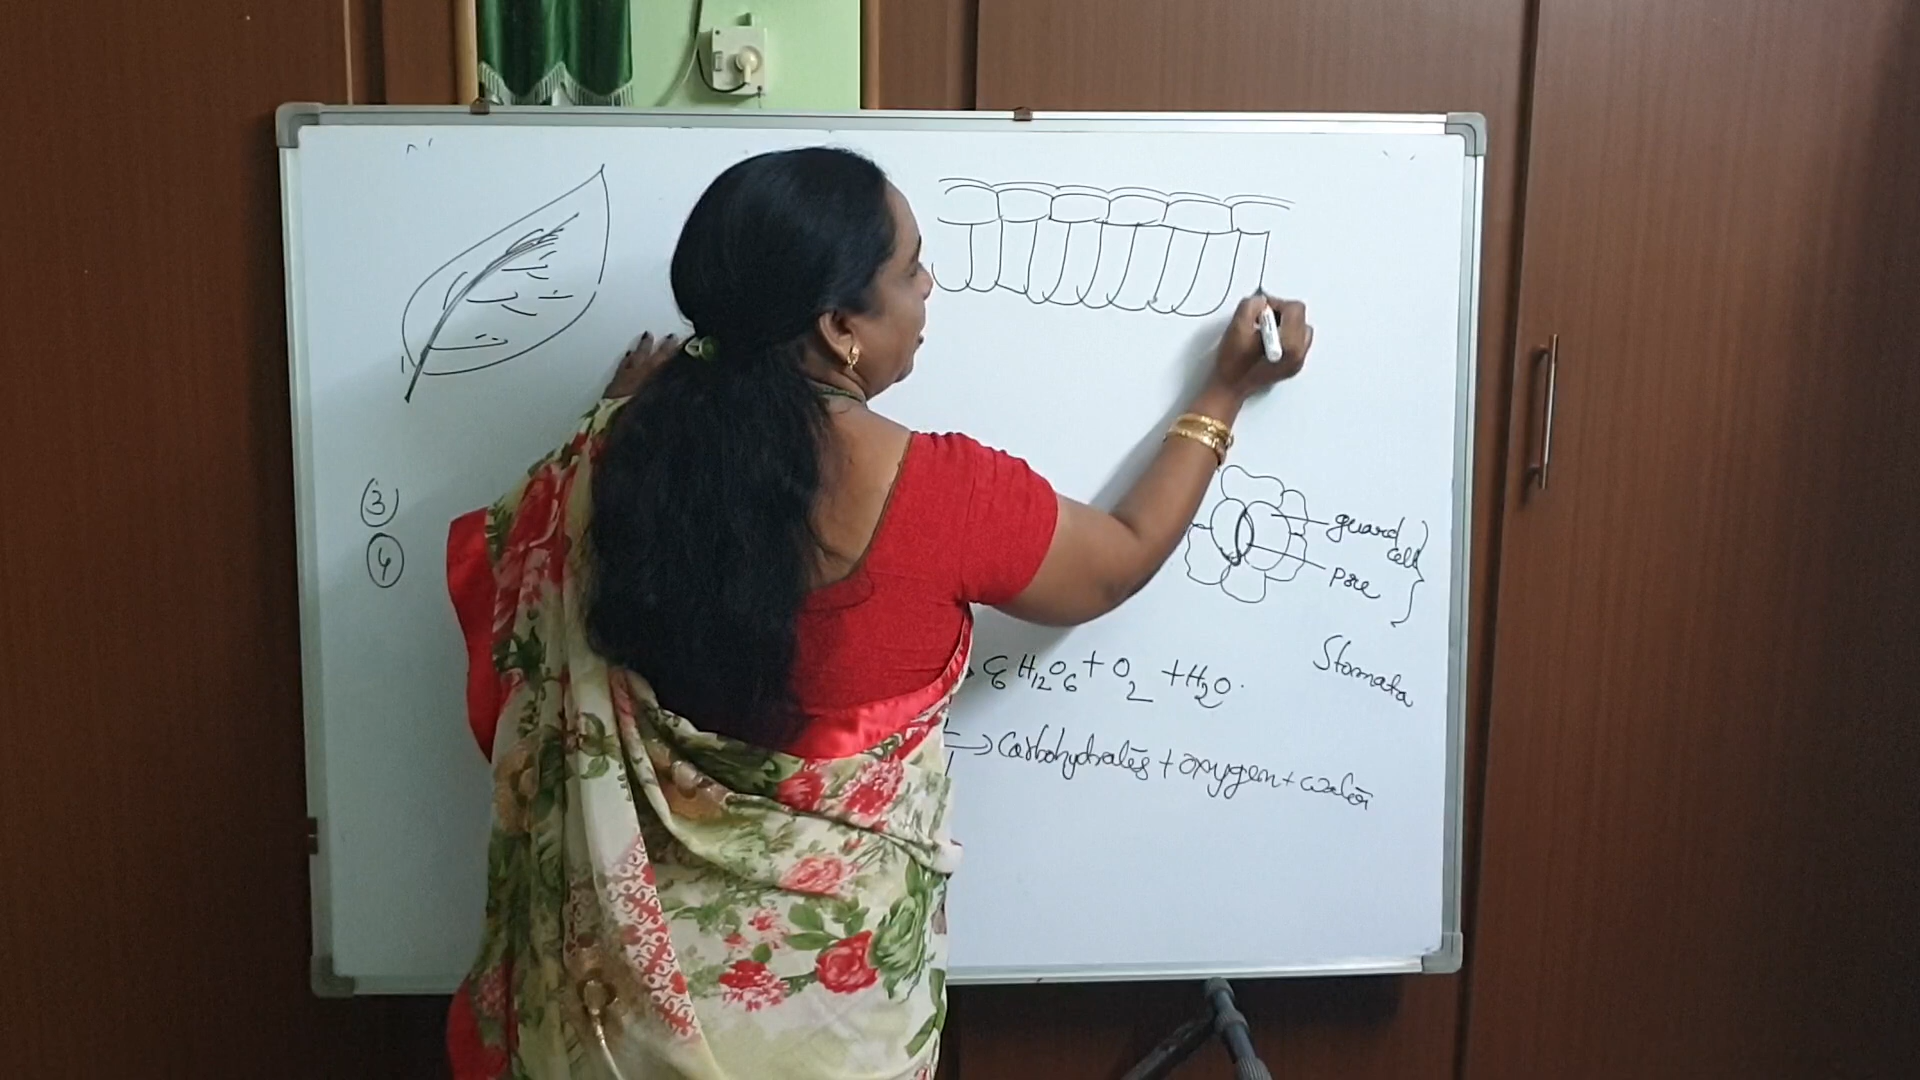 ③
④
guard
cell
pore
Stomata
C6H12O6 + O2 + H2O.
→ Carbohydrates + oxygen + water